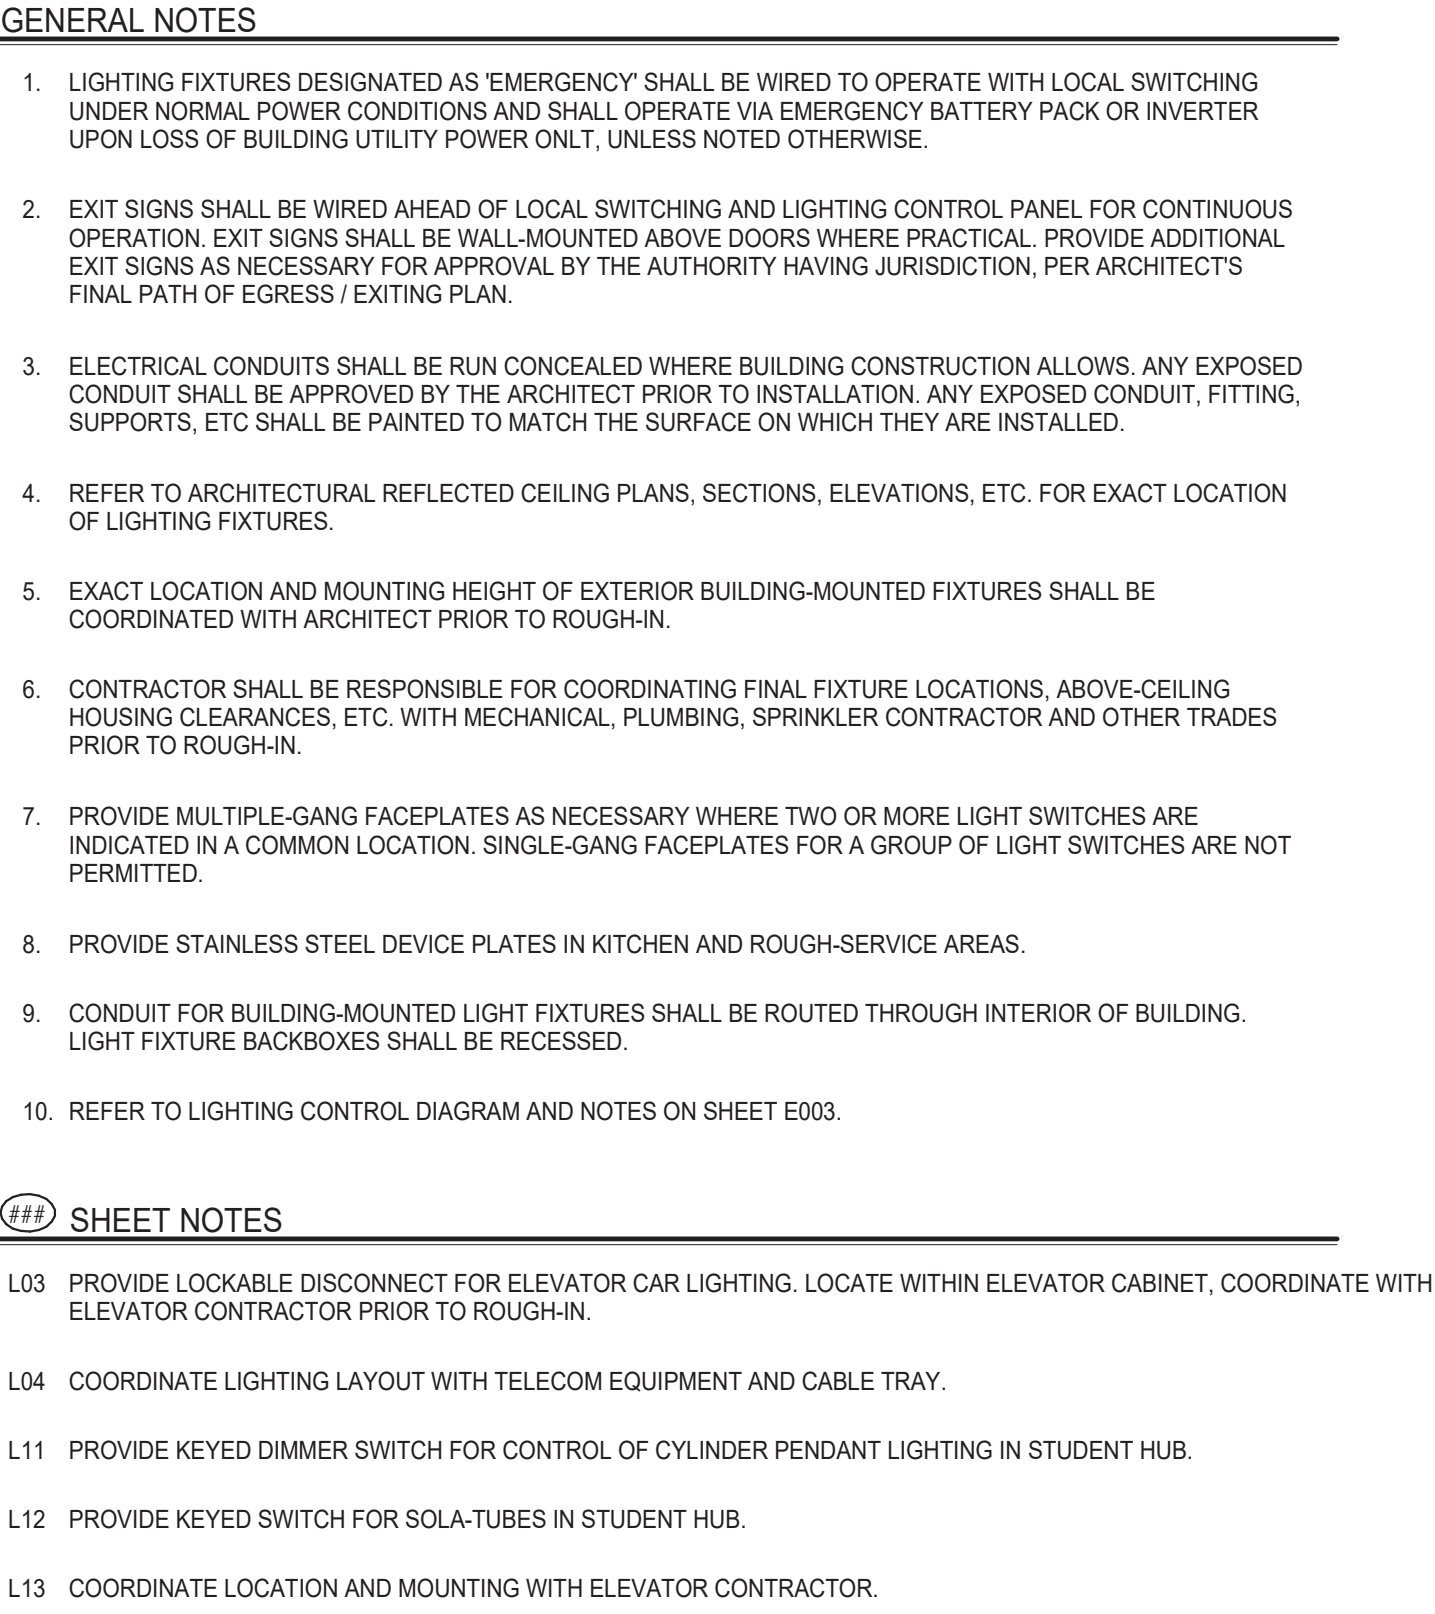 GENERAL NOTES
1. LIGHTING FIXTURES DESIGNATED AS 'EMERGENCY' SHALL BE WIRED TO OPERATE WITH LOCAL SWITCHING
UNDER NORMAL POWER CONDITIONS AND SHALL OPERATE VIA EMERGENCY BATTERY PACK OR INVERTER
UPON LOSS OF BUILDING UTILITY POWER ONLT, UNLESS NOTED OTHERWISE.
2. EXIT SIGNS SHALL BE WIRED AHEAD OF LOCAL SWITCHING AND LIGHTING CONTROL PANEL FOR CONTINUOUS
OPERATION. EXIT SIGNS SHALL BE WALL-MOUNTED ABOVE DOORS WHERE PRACTICAL. PROVIDE ADDITIONAL
EXIT SIGNS AS NECESSARY FOR APPROVAL BY THE AUTHORITY HAVING JURISDICTION, PER ARCHITECT'S
FINAL PATH OF EGRESS / EXITING PLAN.
3. ELECTRICAL CONDUITS SHALL BE RUN CONCEALED WHERE BUILDING CONSTRUCTION ALLOWS. ANY EXPOSED
CONDUIT SHALL BE APPROVED BY THE ARCHITECT PRIOR TO INSTALLATION. ANY EXPOSED CONDUIT, FITTING,
SUPPORTS, ETC SHALL BE PAINTED TO MATCH THE SURFACE ON WHICH THEY ARE INSTALLED.
4. REFER TO ARCHITECTURAL REFLECTED CEILING PLANS, SECTIONS, ELEVATIONS, ETC. FOR EXACT LOCATION
OF LIGHTING FIXTURES.
5. EXACT LOCATION AND MOUNTING HEIGHT OF EXTERIOR BUILDING-MOUNTED FIXTURES SHALL BE
COORDINATED WITH ARCHITECT PRIOR TO ROUGH-IN.
6. CONTRACTOR SHALL BE RESPONSIBLE FOR COORDINATING FINAL FIXTURE LOCATIONS, ABOVE-CEILING
HOUSING CLEARANCES, ETC. WITH MECHANICAL, PLUMBING, SPRINKLER CONTRACTOR AND OTHER TRADES
PRIOR TO ROUGH-IN.
7. PROVIDE MULTIPLE-GANG FACEPLATES AS NECESSARY WHERE TWO OR MORE LIGHT SWITCHES ARE
INDICATED IN A COMMON LOCATION. SINGLE-GANG FACEPLATES FOR A GROUP OF LIGHT SWITCHES ARE NOT
PERMITTED.
8. PROVIDE STAINLESS STEEL DEVICE PLATES IN KITCHEN AND ROUGH-SERVICE AREAS.
9. CONDUIT FOR BUILDING-MOUNTED LIGHT FIXTURES SHALL BE ROUTED THROUGH INTERIOR OF BUILDING.
LIGHT FIXTURE BACKBOXES SHALL BE RECESSED.
10. REFER TO LIGHTING CONTROL DIAGRAM AND NOTES ON SHEET E003.
### SHEET NOTES
L03 PROVIDE LOCKABLE DISCONNECT FOR ELEVATOR CAR LIGHTING. LOCATE WITHIN ELEVATOR CABINET, COORDINATE WITH
ELEVATOR CONTRACTOR PRIOR TO ROUGH-IN.
L04 COORDINATE LIGHTING LAYOUT WITH TELECOM EQUIPMENT AND CABLE TRAY.
L11 PROVIDE KEYED DIMMER SWITCH FOR CONTROL OF CYLINDER PENDANT LIGHTING IN STUDENT HUB.
L12 PROVIDE KEYED SWITCH FOR SOLA-TUBES IN STUDENT HUB.
L13 COORDINATE LOCATION AND MOUNTING WITH ELEVATOR CONTRACTOR.